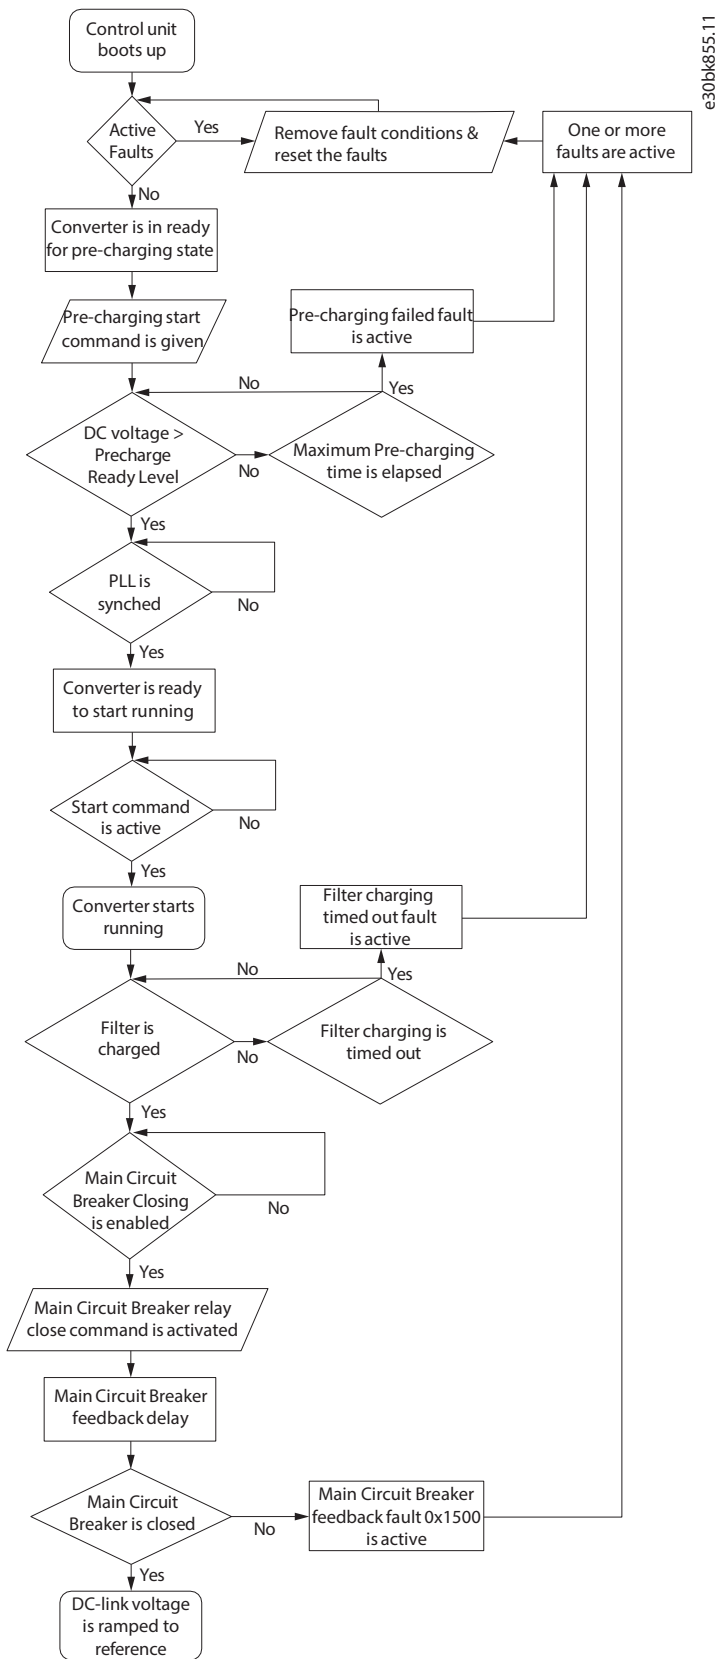 e30bk855.11
Control unit
boots up
Active
Faults
Yes
Remove fault conditions &
reset the faults
One or more
faults are active
No
Converter is in ready
for pre-charging state
Pre-charging start
command is given
Pre-charging failed fault
is active
No
Yes
DC voltage >
Precharge
Ready Level
No
Maximum Pre-charging
time is elapsed
Yes
PLL is
synched
No
Yes
Converter is ready
to start running
Start command
is active
No
Yes
Converter starts
running
Filter charging
timed out fault
is active
No
Yes
Filter is
charged
No
Filter charging is
timed out
Yes
Main Circuit
Breaker Closing
is enabled
No
Yes
Main Circuit Breaker relay
close command is activated
Main Circuit Breaker
feedback delay
Main Circuit
Breaker is closed
No
Main Circuit Breaker
feedback fault 0x1500
is active
Yes
DC-link voltage
is ramped to
reference